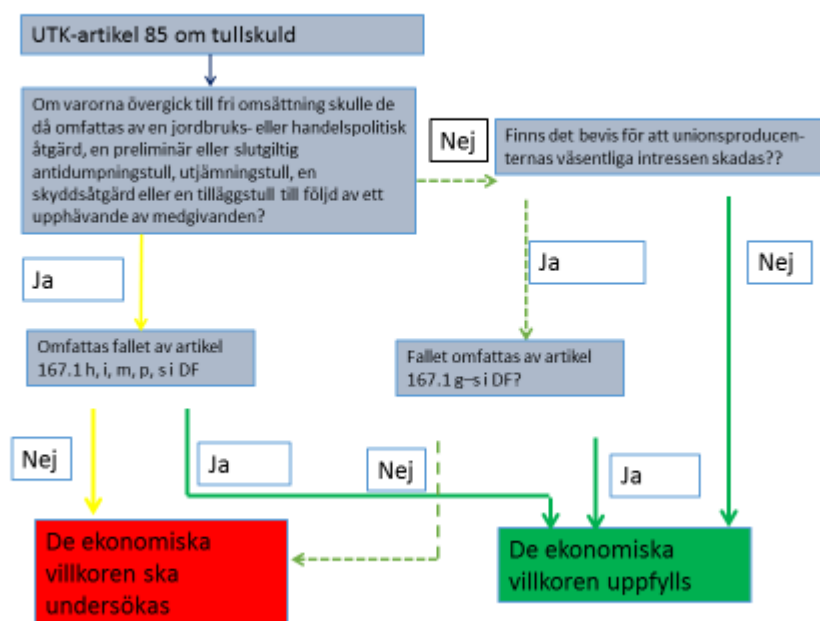 UTK-artikel 85 om tullskuld
Om varorna övergick till fri omsättning skulle de
då omfattas av en jordbruks- eller handelspolitisk
åtgärd, en preliminär eller slutgiltig
antidumpningstull, utjämningstull, en
skyddsåtgärd eller en tilläggstull till följd av ett
upphävande av medgivanden?
Nej
Finns det bevis för att unionsproducen-
ternas väsentliga intressen skadas??
Ja
Ja
Nej
Omfattas fallet av artikel
167.1 h, i, m, p, s i DF
Fallet omfattas av artikel
167.1 g–s i DF?
Nej
Ja
Nej
Ja
De ekonomiska
villkoren ska
undersökas
De ekonomiska
villkoren uppfylls